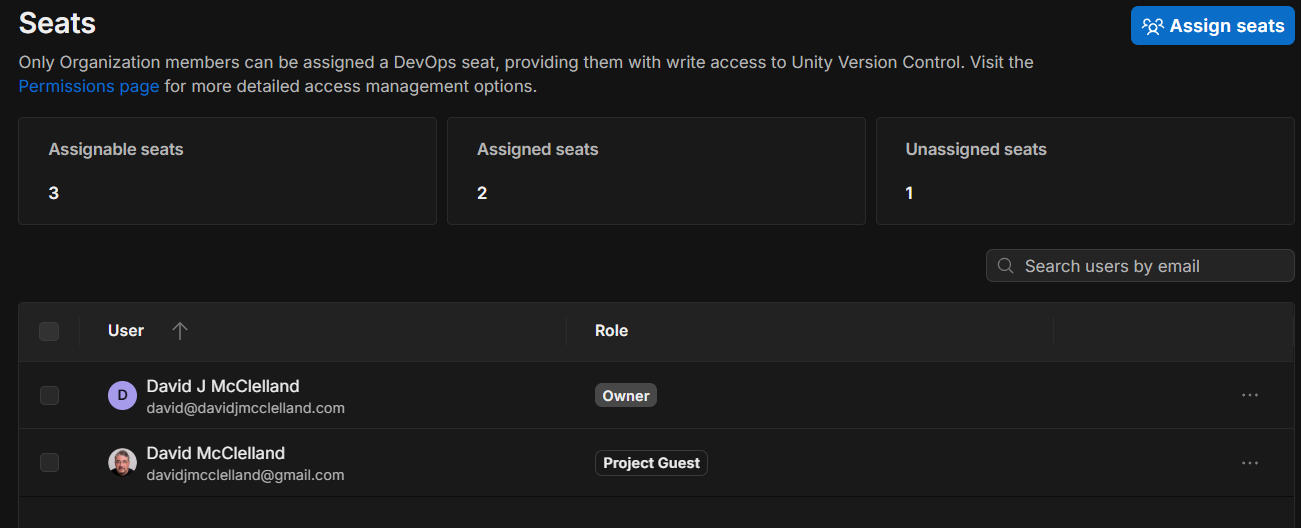 Seats
Assign seats
Only Organization members can be assigned a DevOps seat, providing them with write access to Unity Version Control. Visit the
Permissions page for more detailed access management options.
Assignable seats
3
Assigned seats
2
Unassigned seats
1
Search users by email
User
Role
D
David J McClelland
david@davidjmcclelland.com
Owner
David McClelland
davidjmcclelland@gmail.com
Project Guest